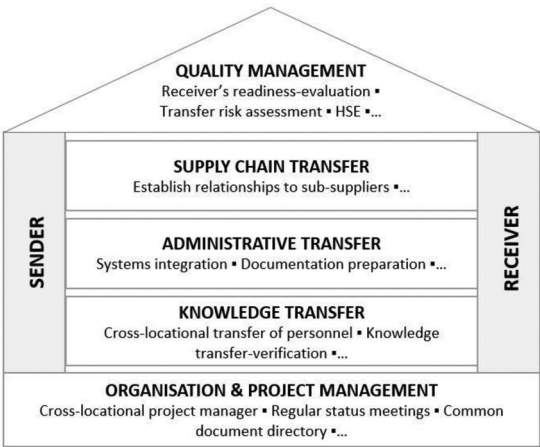 QUALITY MANAGEMENT
Receiver's readiness-evaluation ▪
Transfer risk assessment ▪ HSE ▪...
SUPPLY CHAIN TRANSFER
Establish relationships to sub-suppliers ▪...
SENDER
RECEIVER
ADMINISTRATIVE TRANSFER
Systems integration ▪ Documentation preparation ▪...
KNOWLEDGE TRANSFER
Cross-locational transfer of personnel ▪ Knowledge
transfer-verification ▪...
ORGANISATION & PROJECT MANAGEMENT
Cross-locational project manager ▪ Regular status meetings ▪ Common
document directory ▪...